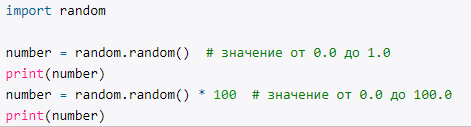 import random
number = random.random()  # значение от 0.0 до 1.0
print(number)
number = random.random() * 100  # значение от 0.0 до 100.0
print(number)